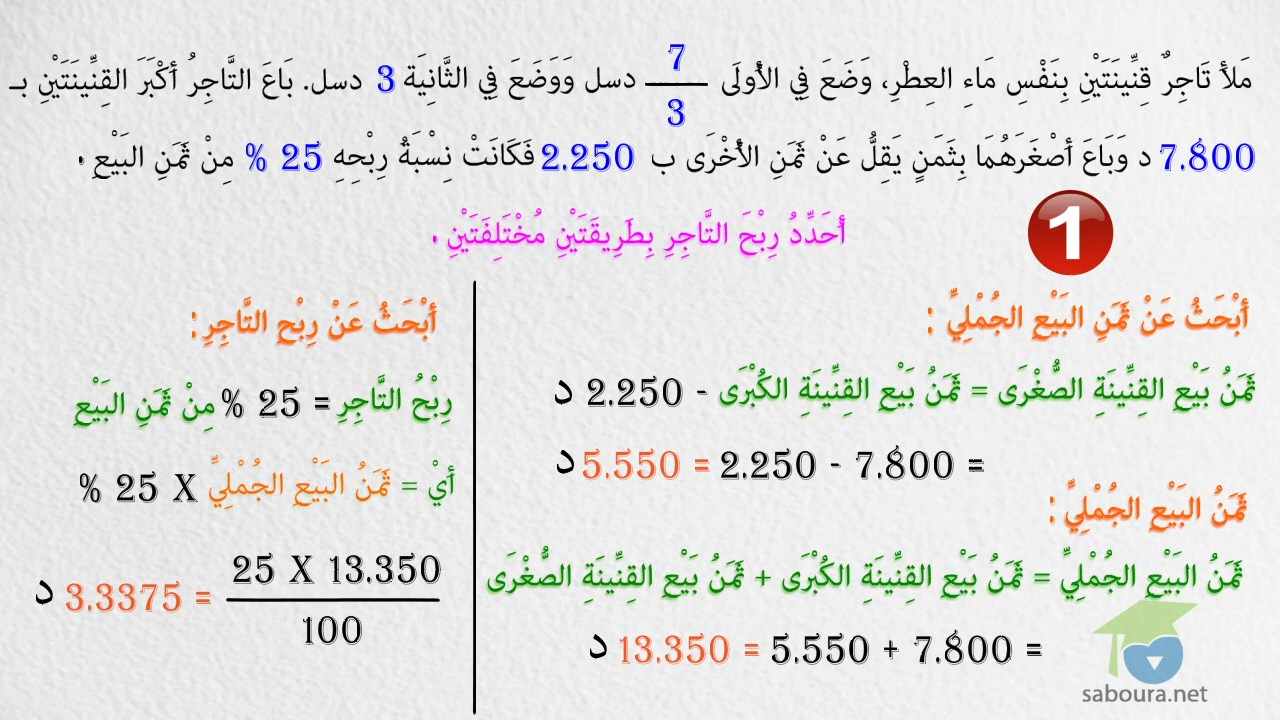 مَلأَ تَاجِرٌ قِنِّينَتَيْنِ بِنَفْسِ مَاءِ العِطْرِ، وَضَعَ فِي الأُولَى 7/3 دسل وَوَضَعَ فِي الثَّانِيَة 3 دسل. بَاعَ التَّاجِرُ أَكْبَرَ القِنِّينَتَيْنِ بـ
7.800 د وَبَاعَ أَصْغَرَهُمَا بِثَمَنٍ يَقِلُّ عَنْ ثَمَنِ الأُخْرَى ب 2.250 فَكَانَتْ نِسْبَةُ رِبْحِهِ 25 % مِنْ ثَمَنِ البَيْعِ .
1
أُحَدِّدُ رِبْحَ التَّاجِرِ بِطَرِيقَتَيْنِ مُخْتَلِفَتَيْنِ .
أَبْحَثُ عَنْ ثَمَنِ البَيْعِ الجُمْلِيِّ :
ثَمَنُ بَيْعِ القِنِّينَةِ الصُّغْرَى = ثَمَنُ بَيْعِ القِنِّينَةِ الكُبْرَى - 2.250 د
= 7.800 - 2.250 = 5.550 د
ثَمَنُ البَيْعِ الجُمْلِيِّ :
ثَمَنُ البَيْعِ الجُمْلِيِّ = ثَمَنُ بَيْعِ القِنِّينَةِ الكُبْرَى + ثَمَنُ بَيْعِ القِنِّينَةِ الصُّغْرَى
= 7.800 + 5.550 = 13.350 د
أَبْحَثُ عَنْ رِبْحِ التَّاجِرِ :
رِبْحُ التَّاجِرِ = 25 % مِنْ ثَمَنِ البَيْعِ
أَيْ = ثَمَنُ البَيْعِ الجُمْلِيِّ X 25 %
25 X 13.350
100
= 3.3375 د
saboura.net